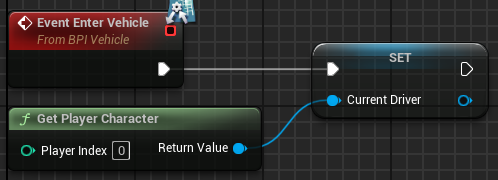 Event Enter Vehicle
From BPI Vehicle
SET
Current Driver
Get Player Character
Player Index 0
Return Value